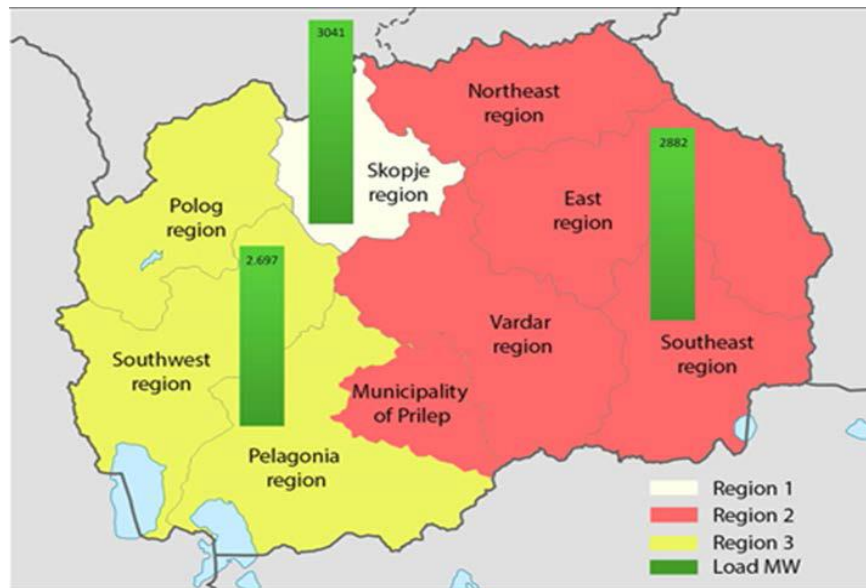 3041
Northeast
region
Skopje
region
2882
East
region
Polog
region
2.697
Vardar
region
Southwest
region
Southeast
region
Municipality
of Prilep
Pelagonia
region
Region 1
Region 2
Region 3
Load MW